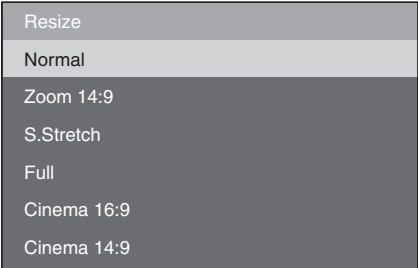 Resize
Normal
Zoom 14:9
S.Stretch
Full
Cinema 16:9
Cinema 14:9